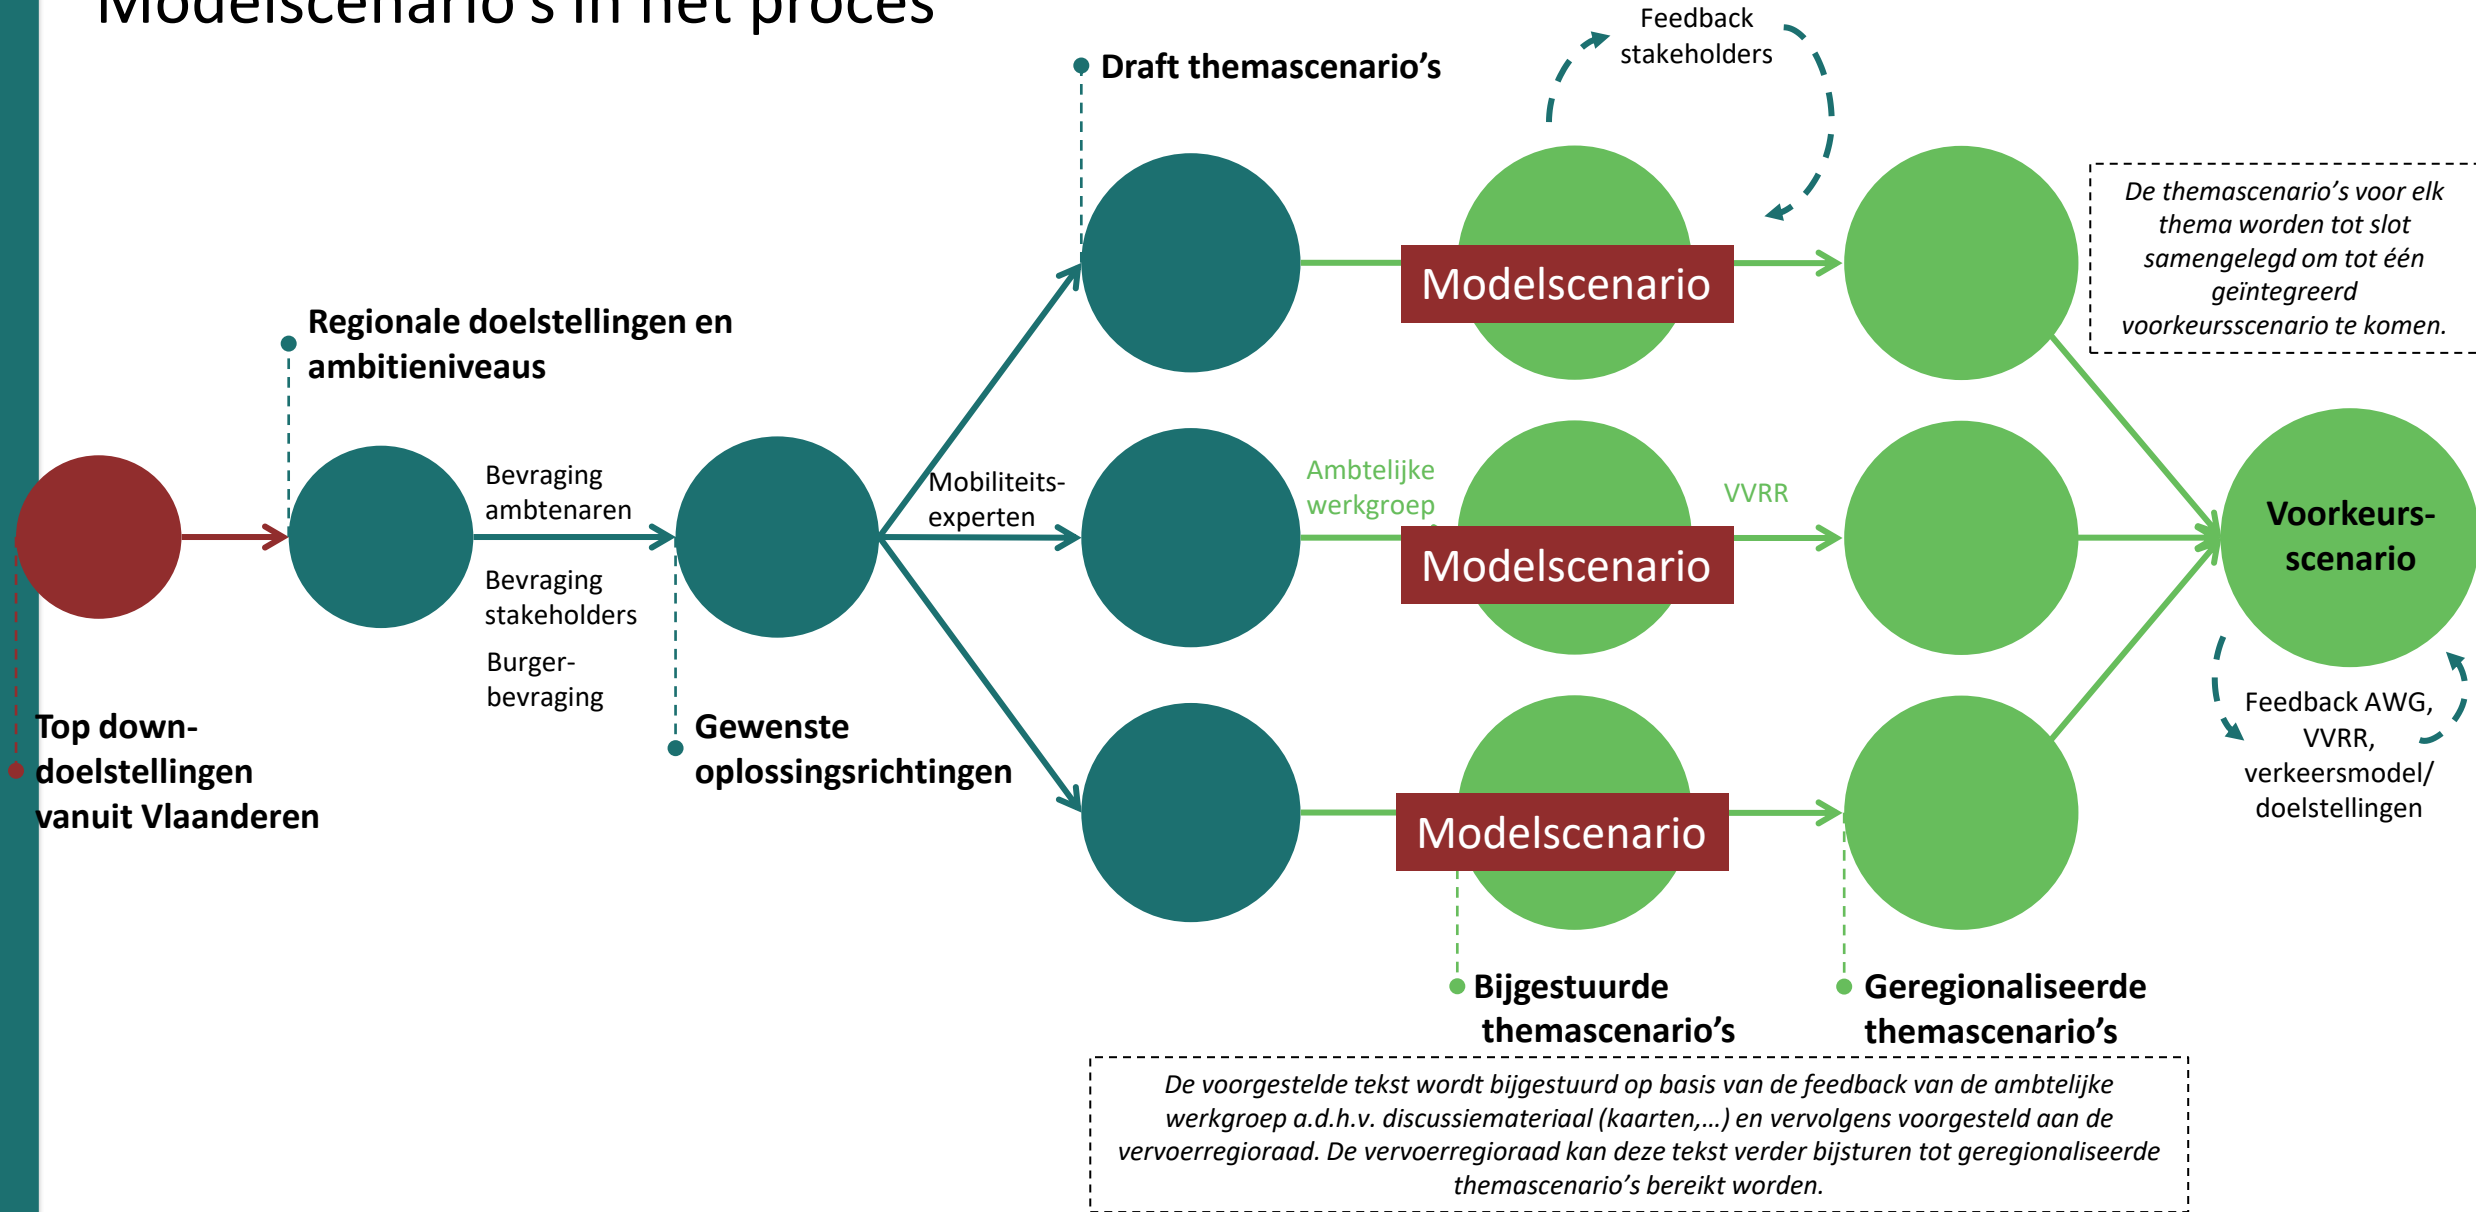 Modelscenario's in het proces
Feedback
stakeholders
Draft themascenario's
De themascenario's voor elk
thema worden tot slot
samengelegd om tot één
geïntegreerd
voorkeursscenario te komen.
Modelscenario
Regionale doelstellingen en
ambitieniveaus
Bevraging
ambtenaren
Bevraging
stakeholders
Burger-
bevraging
Mobiliteits-
experten
Ambtelijke
werkgroep
VVRR
Modelscenario
Voorkeurs-
scenario
Top down-
doelstellingen
vanuit Vlaanderen
Gewenste
oplossingsrichtingen
Feedback AWG,
VVRR,
verkeersmodel/
doelstellingen
Modelscenario
Bijgestuurde
themascenario's
Geregionaliseerde
themascenario's
De voorgestelde tekst wordt bijgestuurd op basis van de feedback van de ambtelijke
werkgroep a.d.h.v. discussiemateriaal (kaarten,...) en vervolgens voorgesteld aan de
vervoerregioraad. De vervoerregioraad kan deze tekst verder bijsturen tot geregionaliseerde
themascenario's bereikt worden.